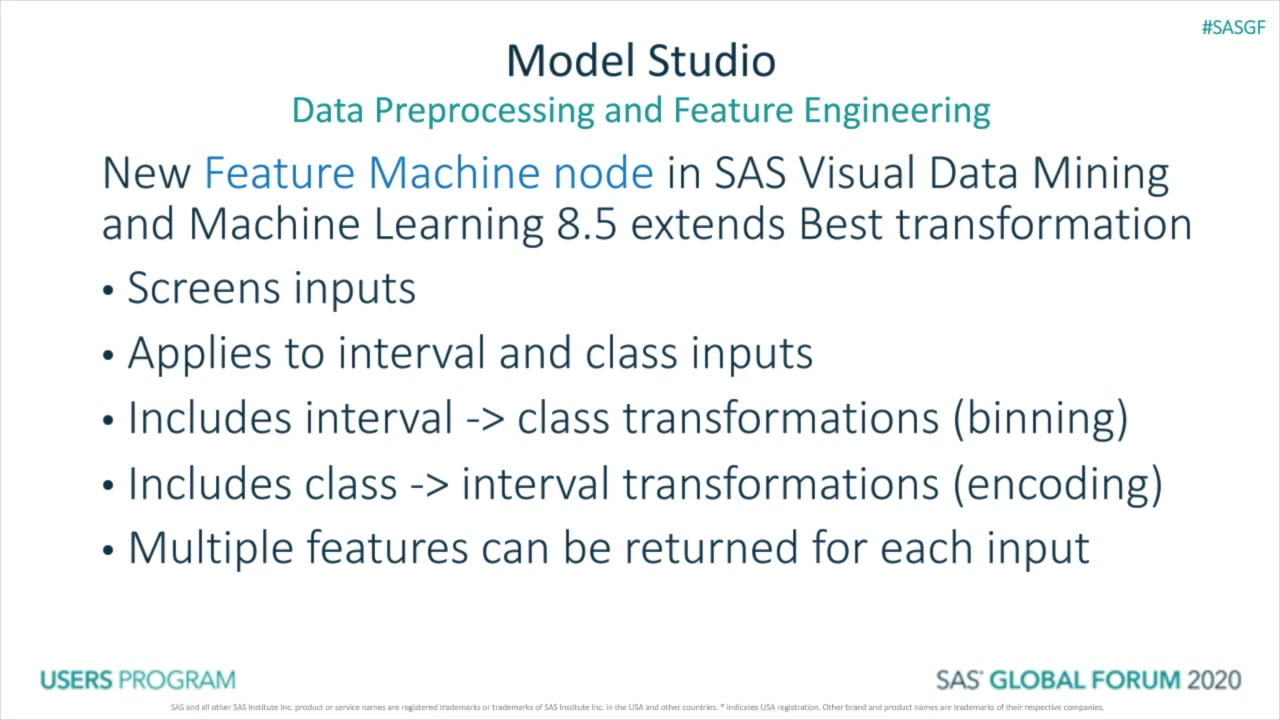 #SASGF
Model Studio
Data Preprocessing and Feature Engineering
New Feature Machine node in SAS Visual Data Mining
and Machine Learning 8.5 extends Best transformation
• Screens inputs
• Applies to interval and class inputs
• Includes interval -> class transformations (binning)
• Includes class -> interval transformations (encoding)
• Multiple features can be returned for each input
USERS PROGRAM
SAS® GLOBAL FORUM 2020
SAS and all other SAS Institute Inc. product or service names are registered trademarks or trademarks of SAS Institute Inc. in the USA and other countries. ® indicates USA registration. Other brand and product names are trademarks of their respective companies.